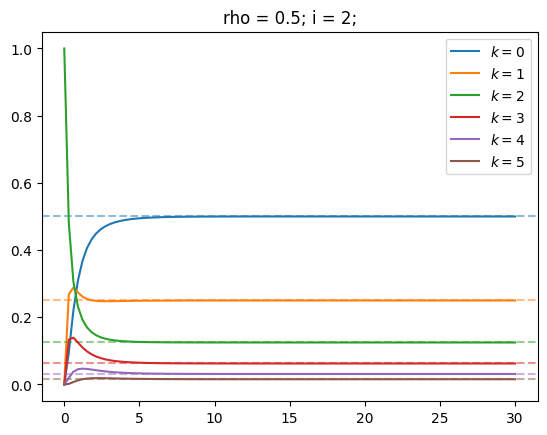 rho = 0.5; i = 2;
1.0
0.8
0.6
0.4
0.2
0.0
0
5
10
15
20
25
30
k = 0
k = 1
k = 2
k = 3
k = 4
k = 5